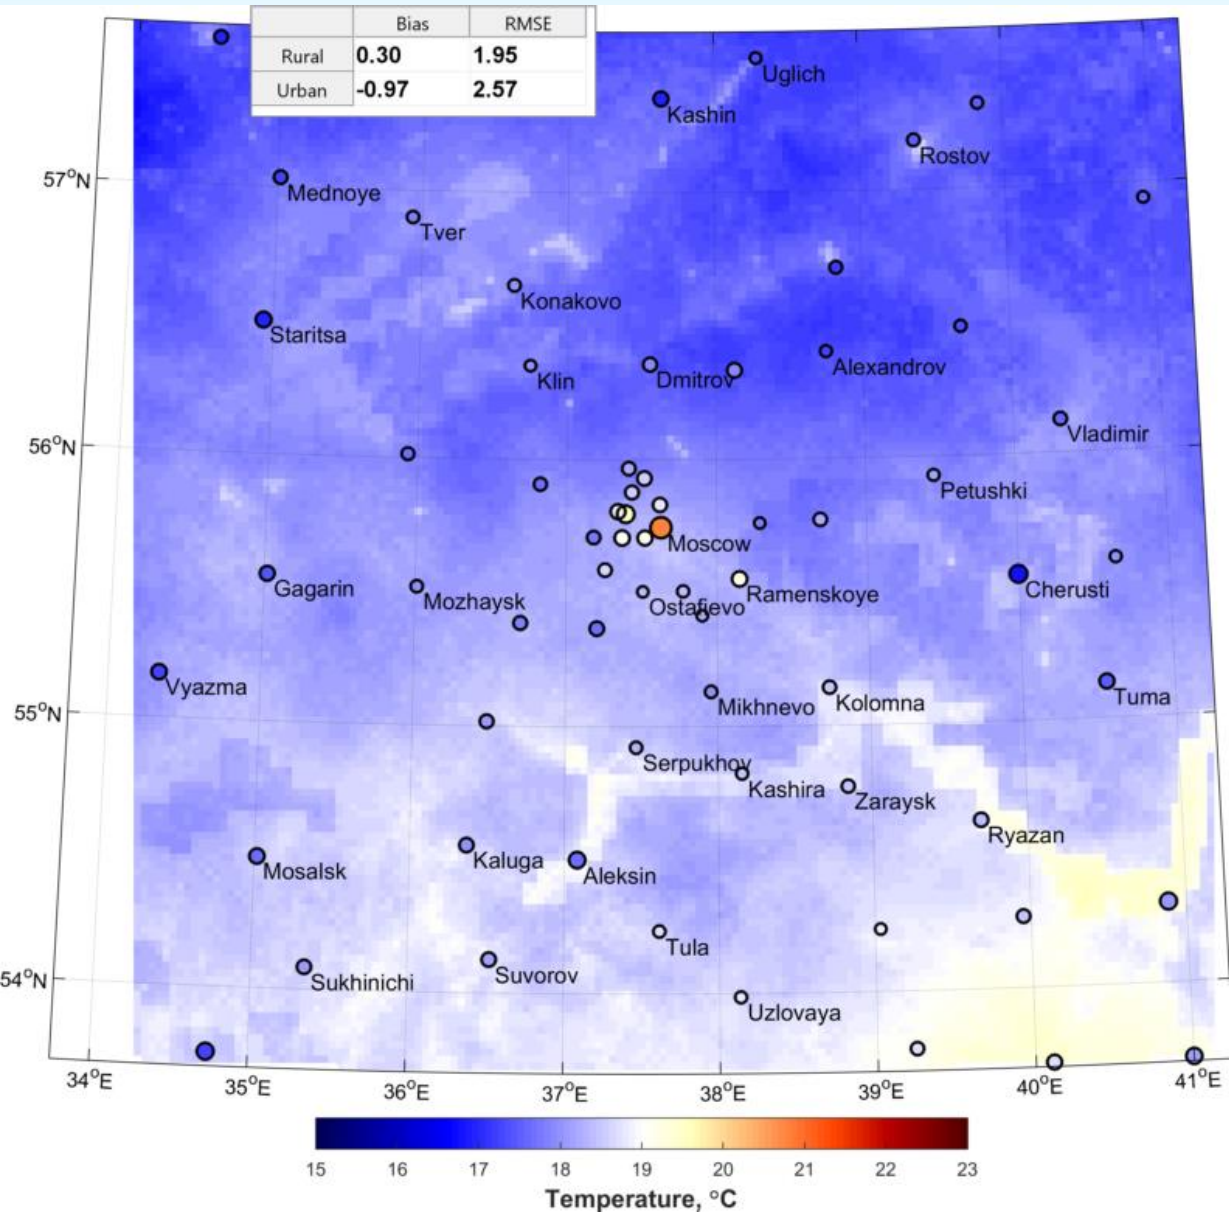 Bias RMSE
Rural 0.30 1.95
Urban -0.97 2.57
Uglich
Kashin
Rostov
57°N
Mednoye
Tver
Konakovo
Staritsa
Klin
Dmitrov
Alexandrov
Vladimir
56°N
Petushki
Moscow
Gagarin
Mozhaysk
Ostafievo
Ramenskoye
Cherusti
Vyazma
Mikhnevo
Kolomna
Tuma
55°N
Serpukhov
Kashira
Zaraysk
Ryazan
Mosalsk
Kaluga
Aleksin
Tula
Sukhinichi
Suvorov
54°N
Uzlovaya
34°E 35°E 36°E 37°E 38°E 39°E 40°E 41°E
15 16 17 18 19 20 21 22 23
Temperature, °C